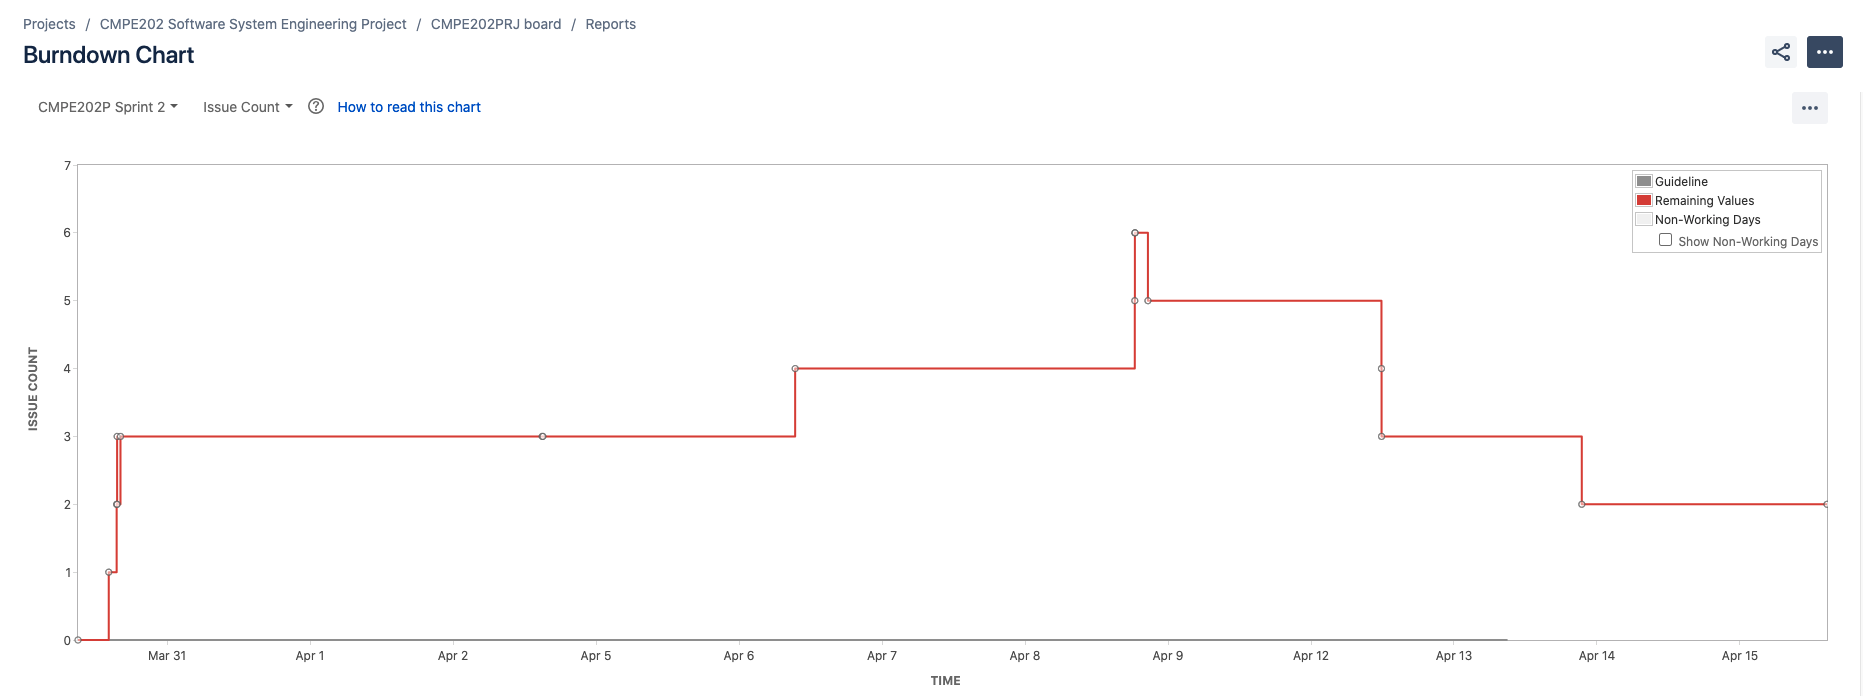 Projects / CMPE202 Software System Engineering Project / CMPE202PRJ board / Reports
Burndown Chart
CMPE202P Sprint 2 Issue Count How to read this chart
7
6
5
4
3
2
1
0
ISSUE COUNT
Guideline
Remaining Values
Non-Working Days
Show Non-Working Days
Mar 31 Apr 1 Apr 2 Apr 5 Apr 6 Apr 7 Apr 8 Apr 9 Apr 12 Apr 13 Apr 14 Apr 15
TIME